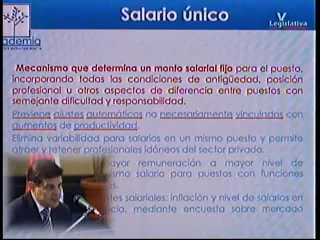 Salario único
Legislativa
ademia
Mecanismo que determina un monto salarial fijo para el puesto,
incorporando todas las condiciones de antigüedad, posición
profesional u otros aspectos de diferencia entre puestos con
semejante dificultad y responsabilidad.
Previene ajustes automáticos no necesariamente vinculados con
aumentos de productividad.
Elimina variabilidad para salarios en un mismo puesto y permite
atraer y retener profesionales idóneos del sector privado.
mayor remuneración a mayor nivel de
misma salario para puestos con funciones
s.
tes salariales: inflación y nivel de salarios en
ncia, mediante encuesta sobre mercado